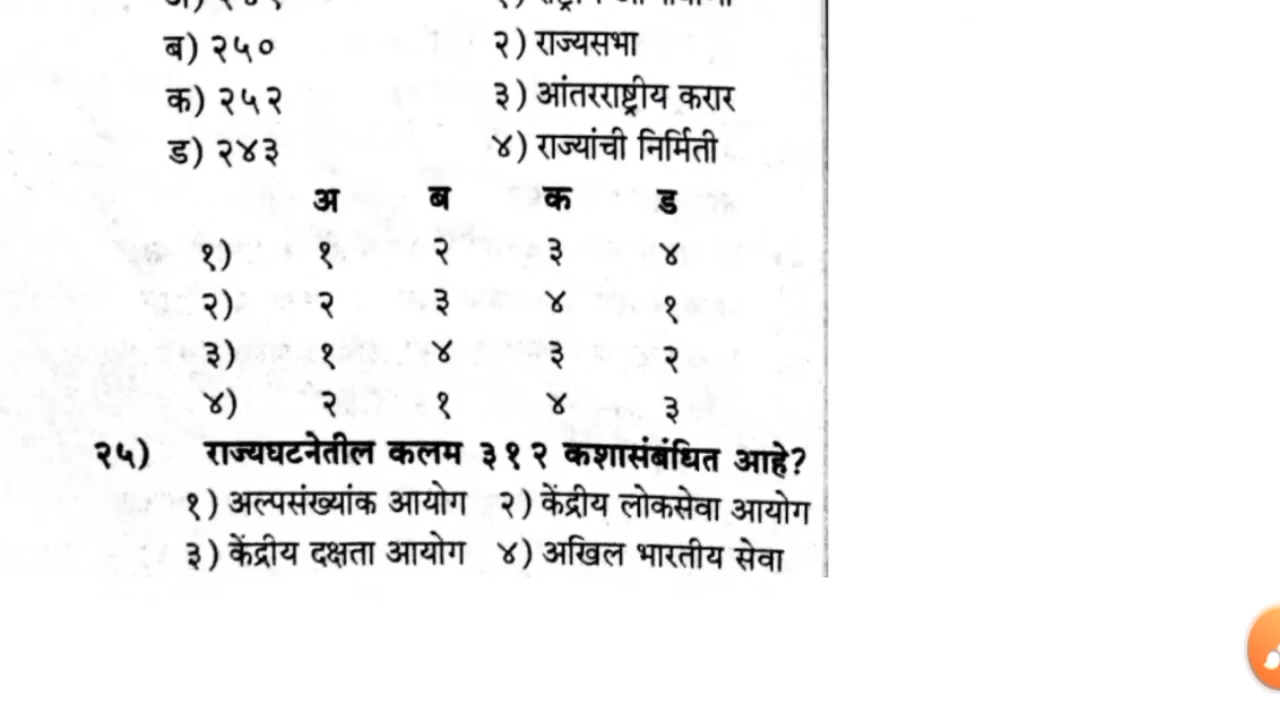 ब) २५०
२) राज्यसभा
क) २५२
३) आंतरराष्ट्रीय करार
ड) २४३
४) राज्यांची निर्मिती
अ ब क ड
१) १ २ ३ ४
२) २ ३ ४ १
३) १ ४ ३ २
४) २ १ ४ ३
२५) राज्यघटनेतील कलम ३१२ कशासंबंधित आहे?
१) अल्पसंख्यांक आयोग २) केंद्रीय लोकसेवा आयोग
३) केंद्रीय दक्षता आयोग ४) अखिल भारतीय सेवा